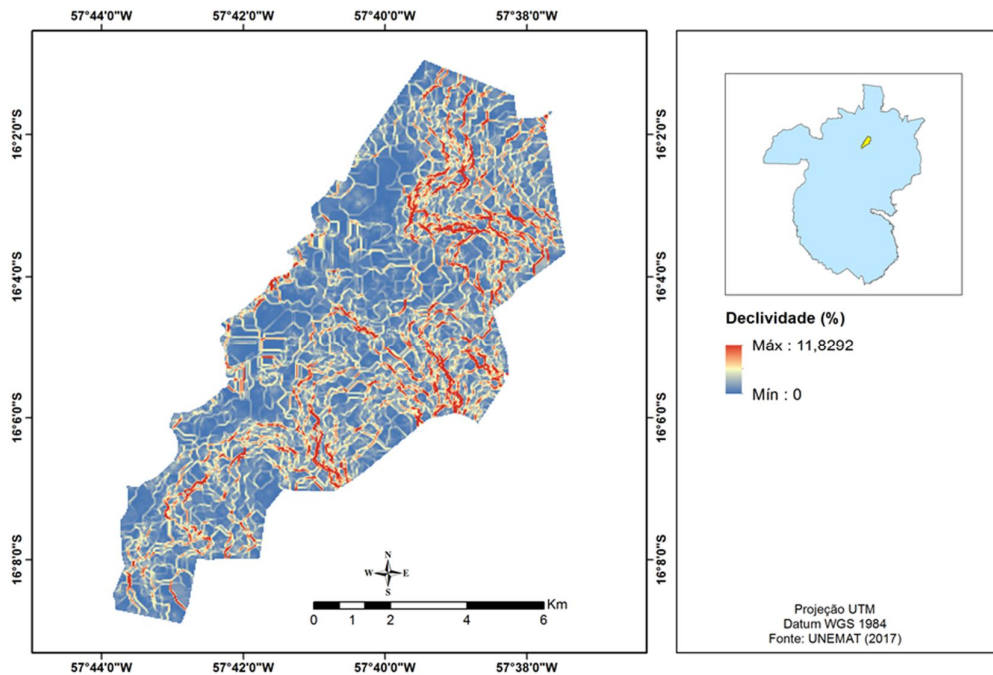 57°44'0"W 57°42'0"W 57°40'0"W 57°38'0"W
16°2'0"S 16°2'0"S
16°4'0"S 16°4'0"S
16°6'0"S 16°6'0"S
16°8'0"S 16°8'0"S
N
W E
S
Km
0 1 2 4 6
57°44'0"W 57°42'0"W 57°40'0"W 57°38'0"W
Declividade (%)
Máx : 11,8292
Mín : 0
Projeção UTM
Datum WGS 1984
Fonte: UNEMAT (2017)